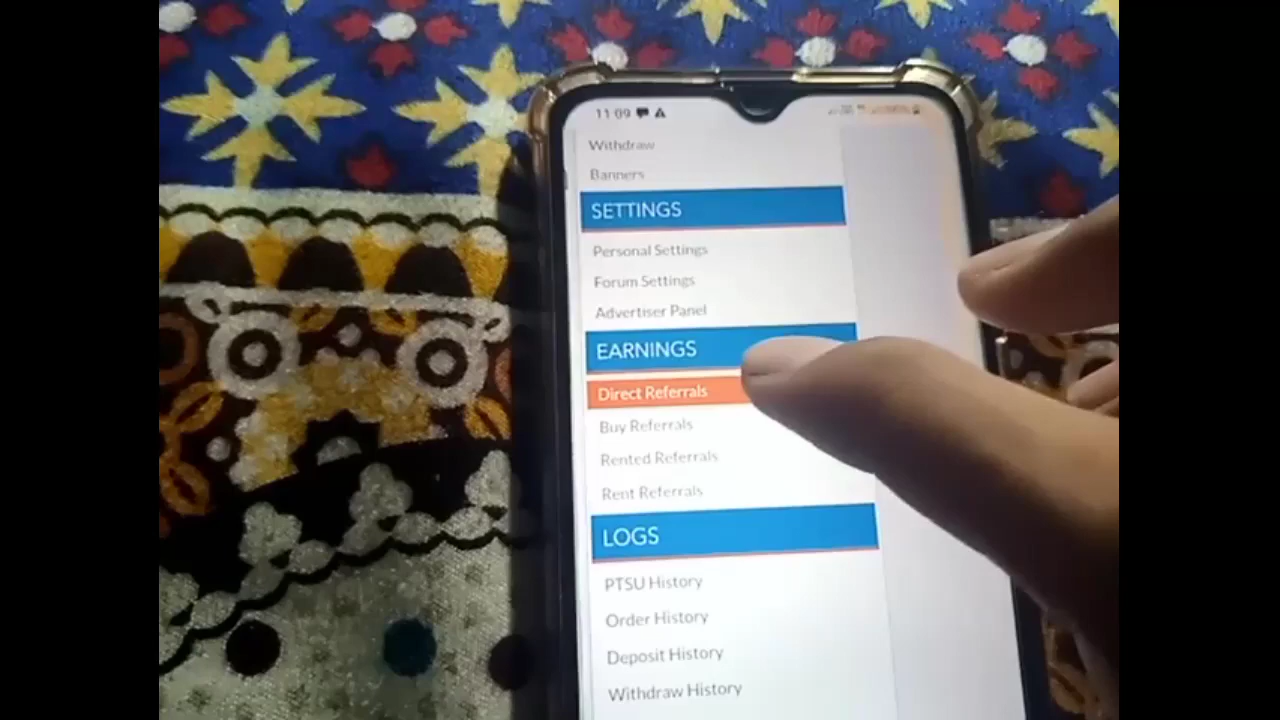 11:09
Withdraw
Banners
SETTINGS
Personal Settings
Forum Settings
Advertiser Panel
EARNINGS
Direct Referrals
Buy Referrals
Rented Referrals
Rent Referrals
LOGS
PTSU History
Order History
Deposit History
Withdraw History